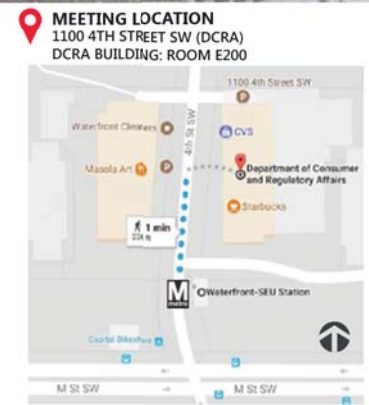 MEETING LOCATION
1100 4TH STREET SW (DCRA)
DCRA BUILDING: ROOM E200
1100 4th Street SW
P
Waterfront Cleaners
4th St SW
CVS
Masala Art
P
Department of Consumer
and Regulatory Affairs
Starbucks
1 min
M
metro
Waterfront-SEU Station
Capital Bikeshare
M St SW
M St SW